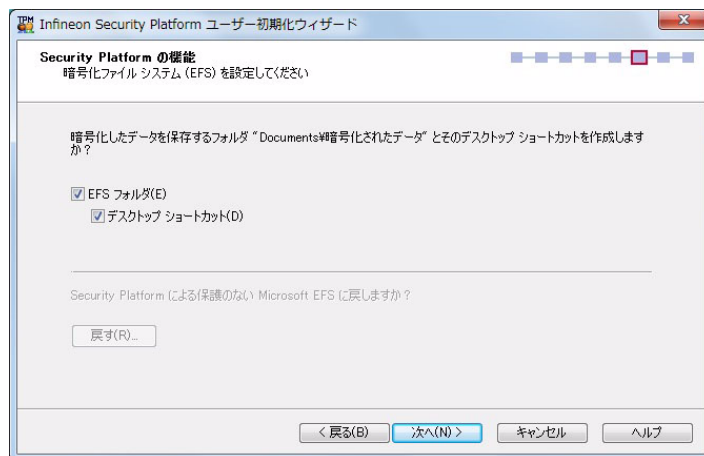 TPM
Infineon Security Platform ユーザー初期化ウィザード
Security Platform の機能
暗号化ファイル システム (EFS) を設定してください
暗号化したデータを保存するフォルダ "Documents¥暗号化されたデータ" とそのデスクトップ ショートカットを作成します
か?
EFS フォルダ(E)
デスクトップ ショートカット(D)
Security Platform による保護のない Microsoft EFS に戻しますか?
戻す(R)...
< 戻る(B)
次へ(N) >
キャンセル
ヘルプ